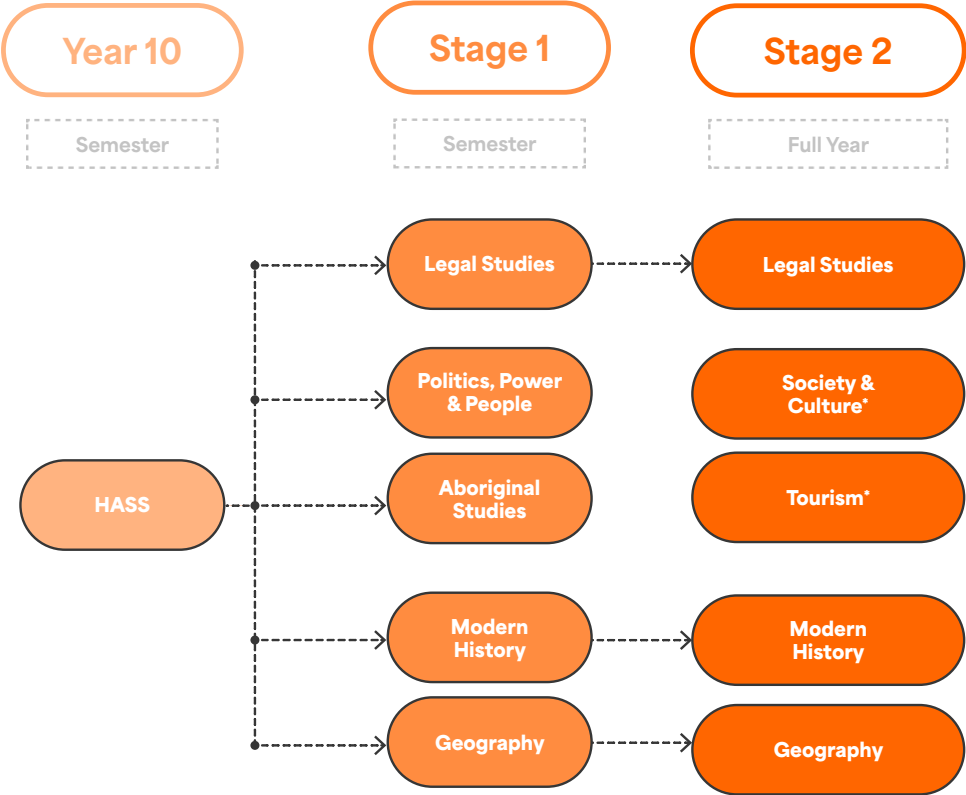 Year 10
Stage 1
Stage 2
Semester
Semester
Full Year
Legal Studies
Legal Studies
Politics, Power
& People
Society &
Culture*
HASS
Aboriginal
Studies
Tourism*
Modern
History
Modern
History
Geography
Geography